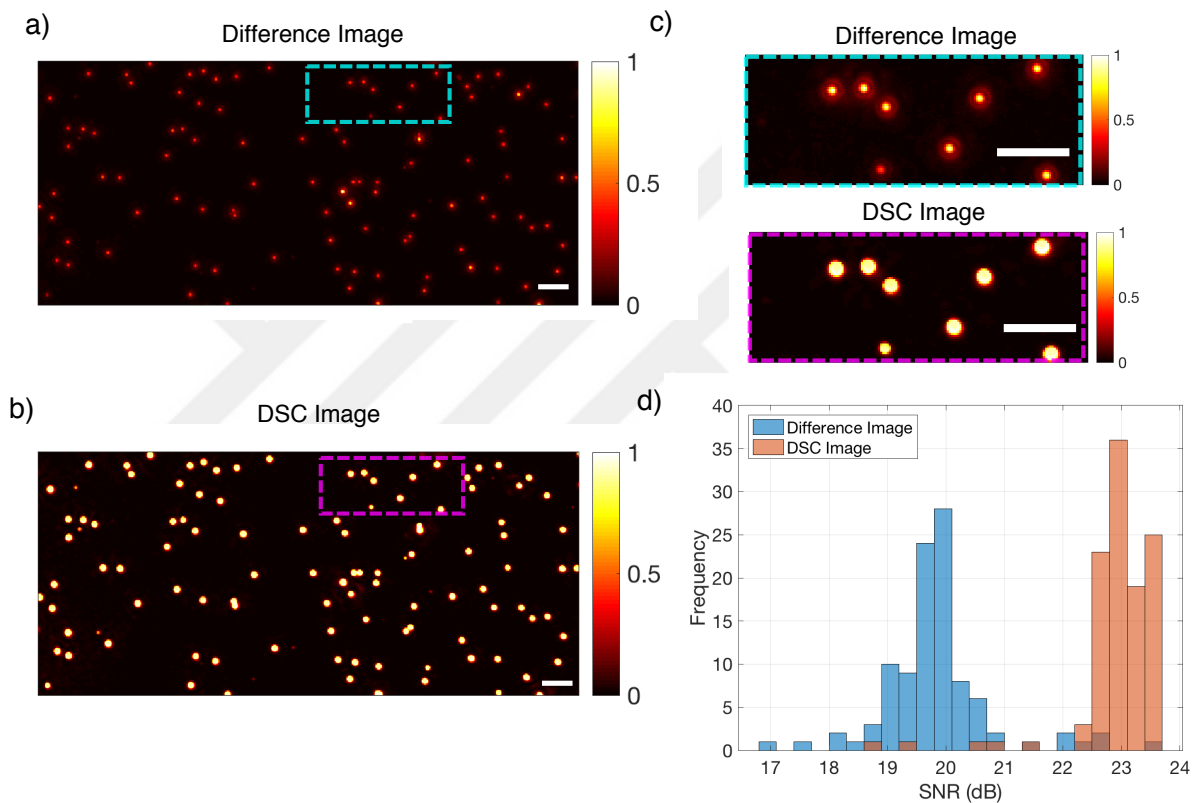 a)
Difference Image
1
0.5
0
b)
DSC Image
1
0.5
0
c)
Difference Image
1
0.5
0
DSC Image
1
0.5
0
d)
40
35
30
25
20
15
10
5
0
Frequency
Difference Image
DSC Image
17 18 19 20 21 22 23 24
SNR (dB)